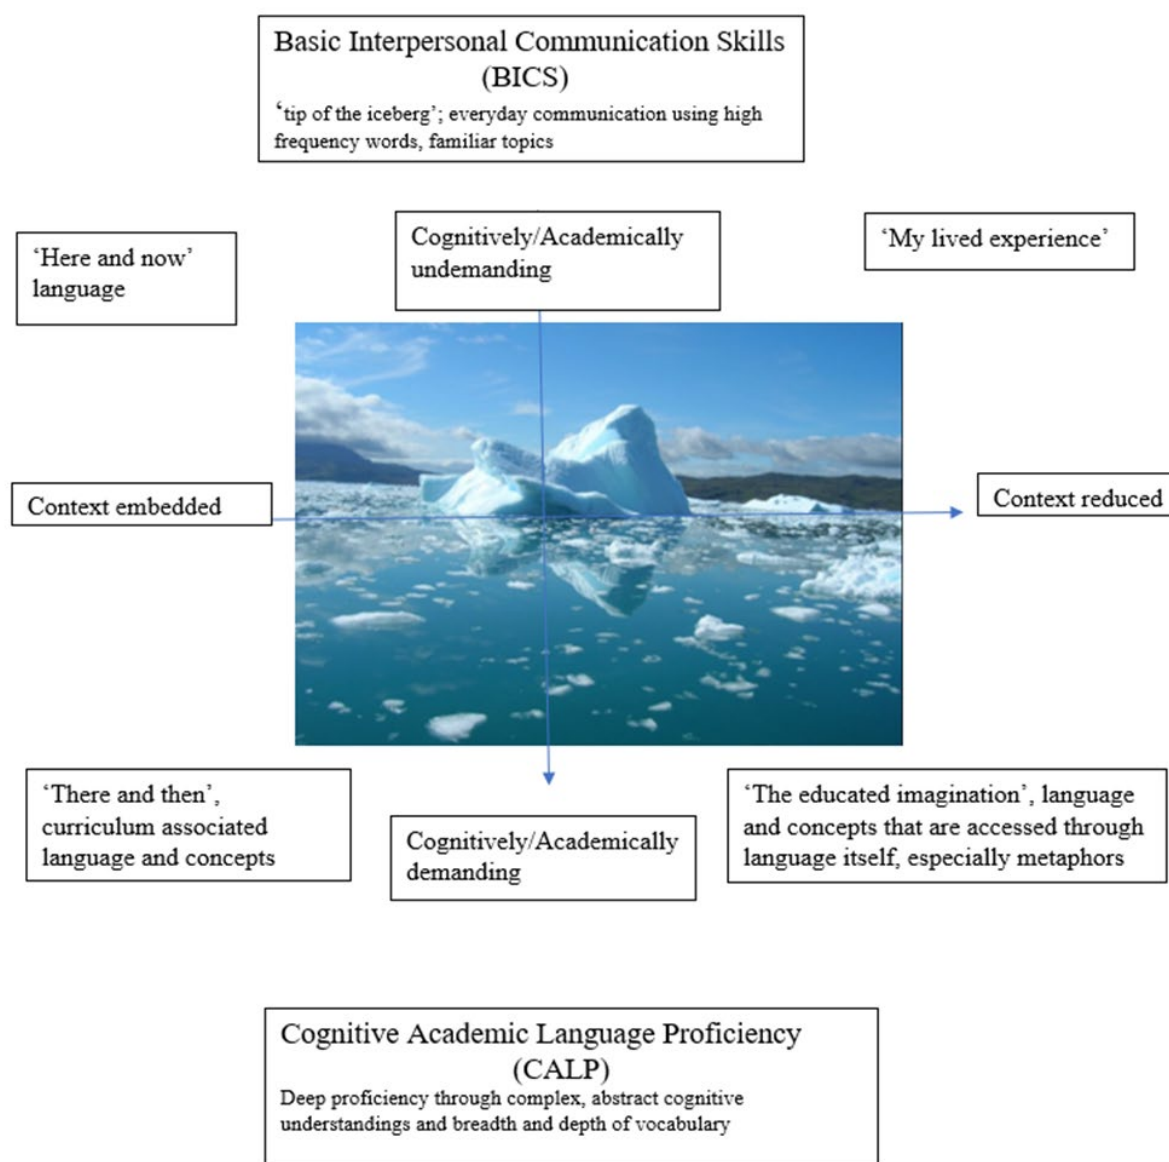 Basic Interpersonal Communication Skills
(BICS)
‘tip of the iceberg’; everyday communication using high
frequency words, familiar topics
‘Here and now’
language
Cognitively/Academically
undemanding
‘My lived experience’
Context embedded
Context reduced
‘There and then’,
curriculum associated
language and concepts
Cognitively/Academically
demanding
‘The educated imagination’, language
and concepts that are accessed through
language itself, especially metaphors
Cognitive Academic Language Proficiency
(CALP)
Deep proficiency through complex, abstract cognitive
understandings and breadth and depth of vocabulary